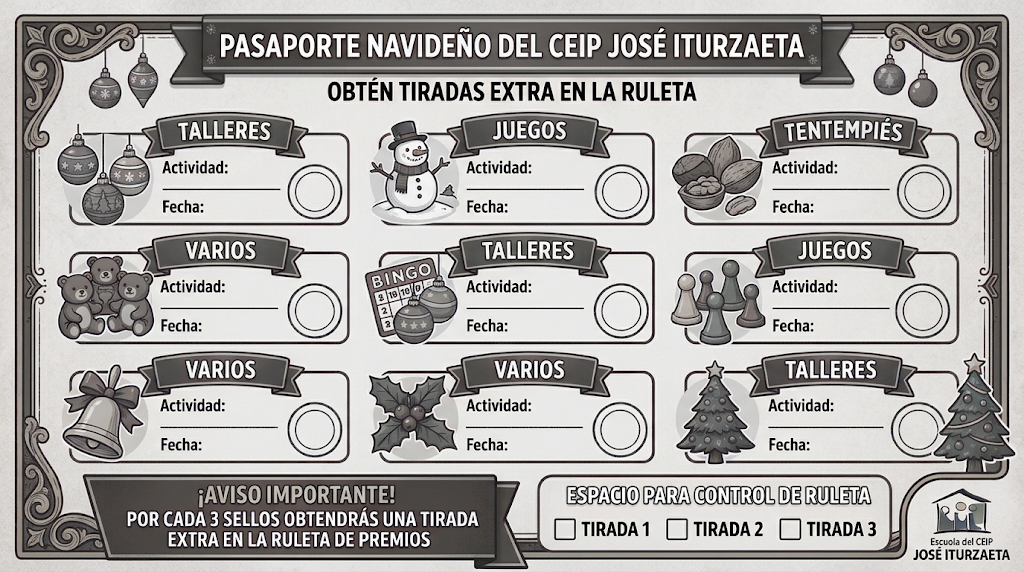 PASAPORTE NAVIDEÑO DEL CEIP JOSÉ ITURZAETA
OBTÉN TIRADAS EXTRA EN LA RULETA
TALLERES
Actividad:
Fecha:
JUEGOS
Actividad:
Fecha:
TENTEMPIÉS
Actividad:
Fecha:
VARIOS
Actividad:
Fecha:
BINGO
TALLERES
Actividad:
Fecha:
JUEGOS
Actividad:
Fecha:
VARIOS
Actividad:
Fecha:
VARIOS
Actividad:
Fecha:
TALLERES
Actividad:
Fecha:
¡AVISO IMPORTANTE!
POR CADA 3 SELLOS OBTENDRÁS UNA TIRADA
EXTRA EN LA RULETA DE PREMIOS
ESPACIO PARA CONTROL DE RULETA
TIRADA 1 TIRADA 2 TIRADA 3
Escuela del CEIP
JOSÉ ITURZAETA